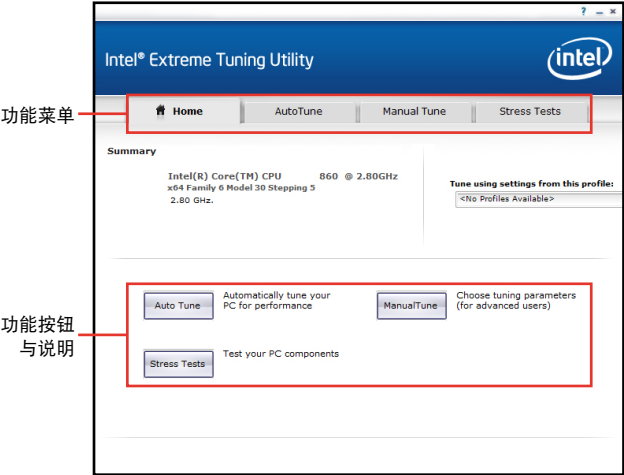 ? _ ×
Intel® Extreme Tuning Utility
intel
功能菜单
Home AutoTune Manual Tune Stress Tests
Summary
Intel(R) Core(TM) CPU 860 @ 2.80GHz
x64 Family 6 Model 30 Stepping 5
2.80 GHz.
Tune using settings from this profile:
<No Profiles Available>
功能按钮
与说明
Auto Tune
Automatically tune your
PC for performance
ManualTune
Choose tuning parameters
(for advanced users)
Stress Tests
Test your PC components